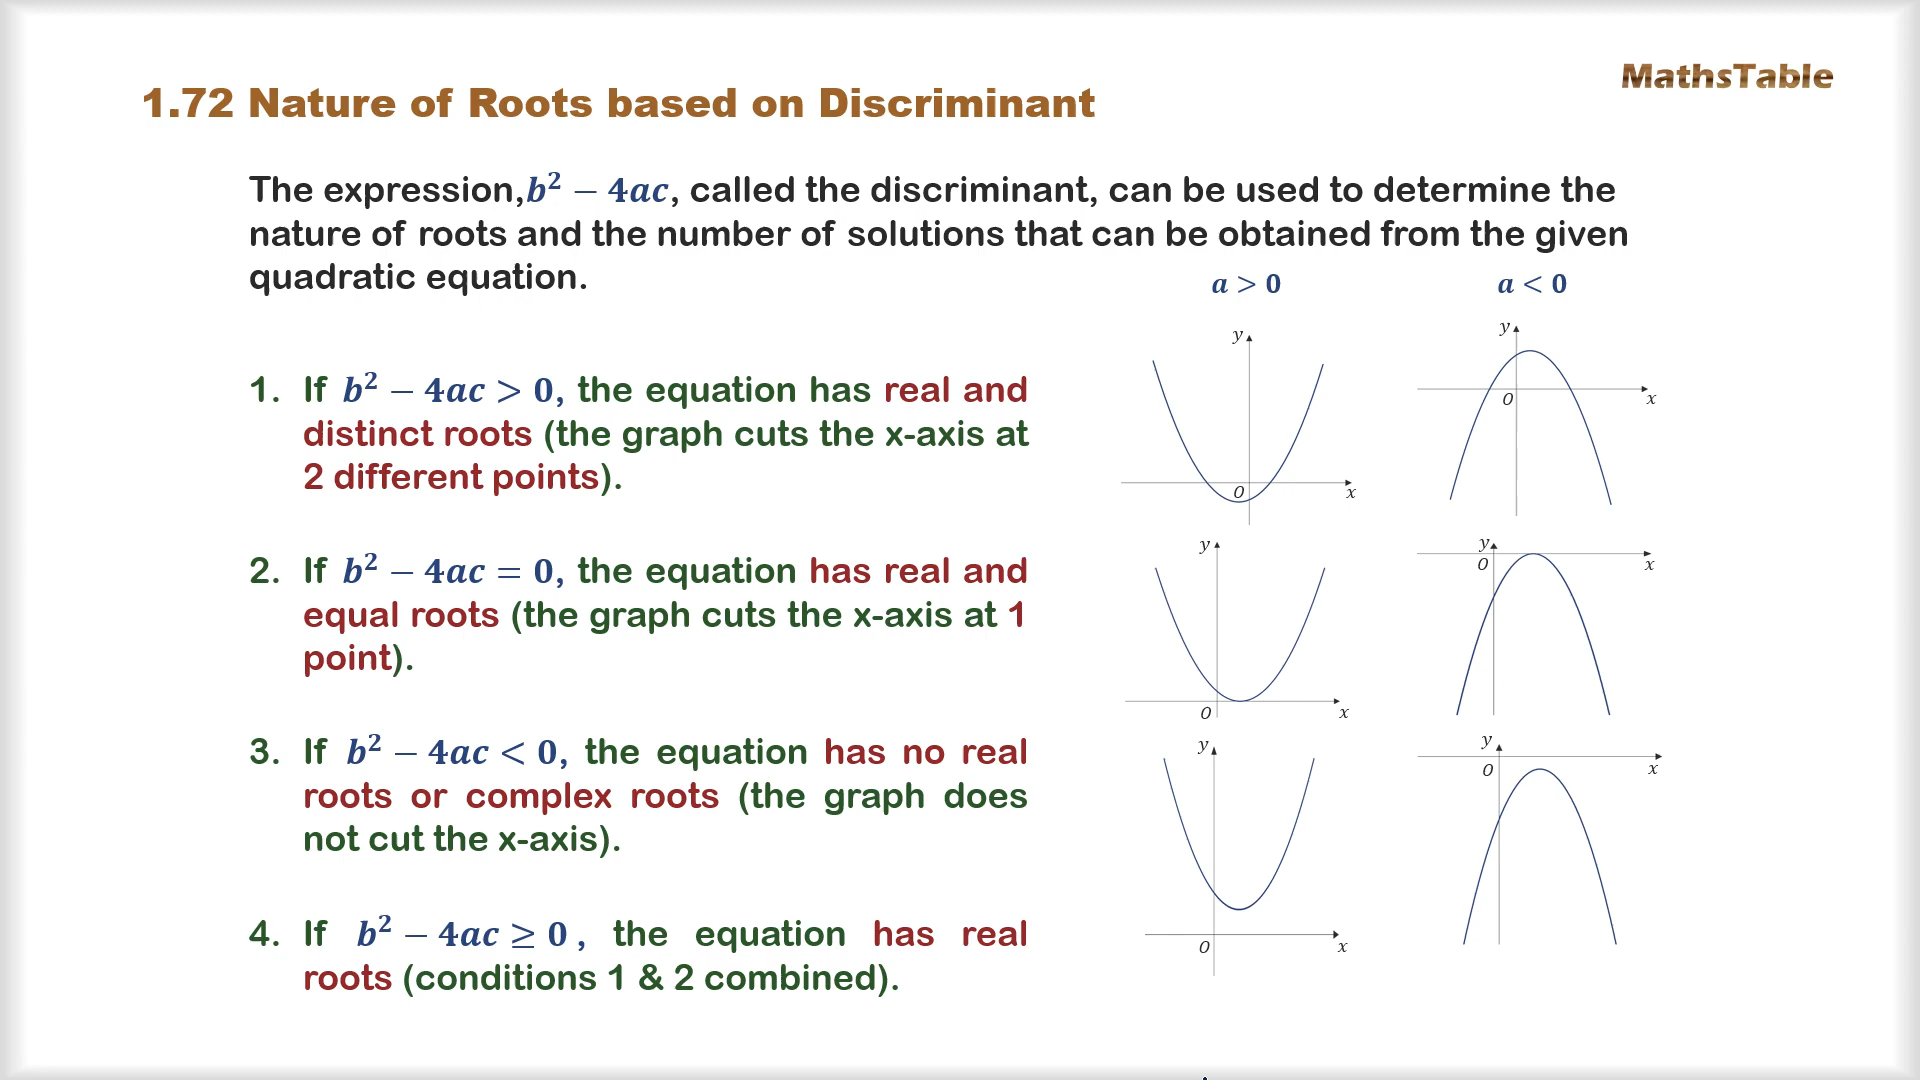 MathsTable
1.72 Nature of Roots based on Discriminant
The expression,b² − 4ac, called the discriminant, can be used to determine the
nature of roots and the number of solutions that can be obtained from the given
quadratic equation.
a > 0
a < 0
1. If b² − 4ac > 0, the equation has real and
distinct roots (the graph cuts the x-axis at
2 different points).
y
O
x
y
O
x
2. If b² − 4ac = 0, the equation has real and
equal roots (the graph cuts the x-axis at 1
point).
y
O
x
y
O
x
3. If b² − 4ac < 0, the equation has no real
roots or complex roots (the graph does
not cut the x-axis).
y
O
x
y
O
x
4. If b² − 4ac ≥ 0 , the equation has real
roots (conditions 1 & 2 combined).